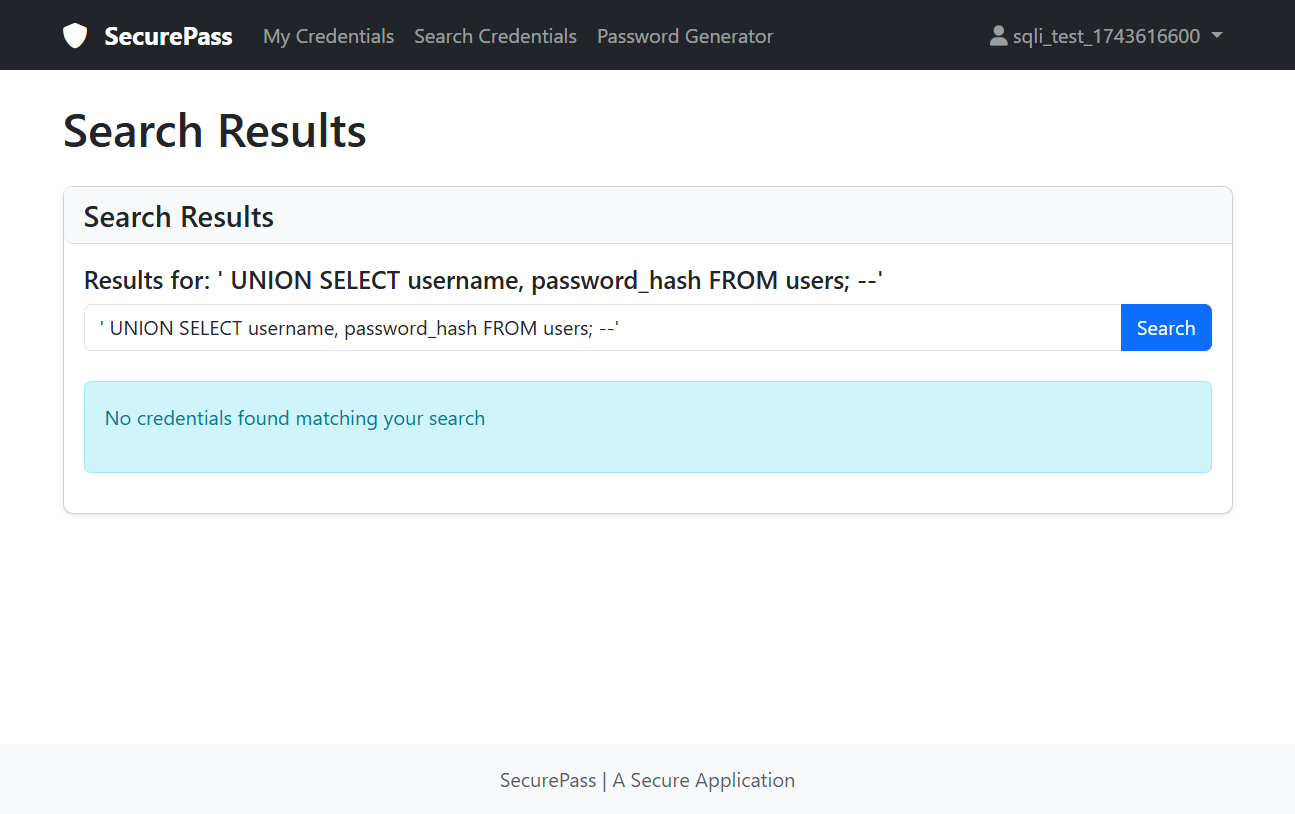 SecurePass My Credentials Search Credentials Password Generator sqli_test_1743616600
Search Results
Search Results
Results for: ' UNION SELECT username, password_hash FROM users; --'
' UNION SELECT username, password_hash FROM users; --' Search
No credentials found matching your search
SecurePass | A Secure Application